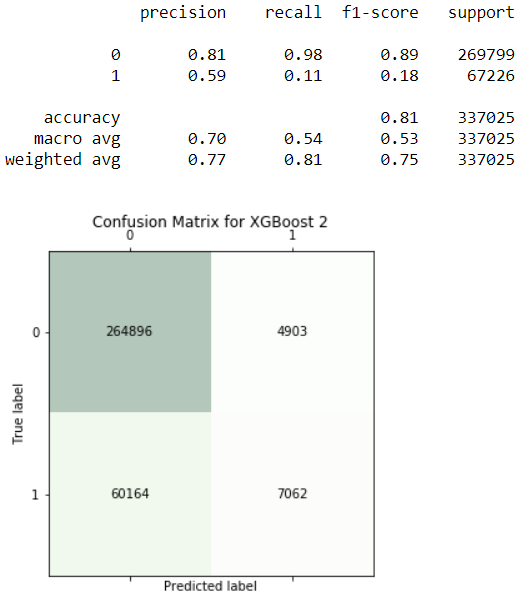 precision recall f1-score support
0 0.81 0.98 0.89 269799
1 0.59 0.11 0.18 67226
accuracy 0.81 337025
macro avg 0.70 0.54 0.53 337025
weighted avg 0.77 0.81 0.75 337025
Confusion Matrix for XGBoost 2
0 1
0 264896 4903
True label
1 60164 7062
Predicted label